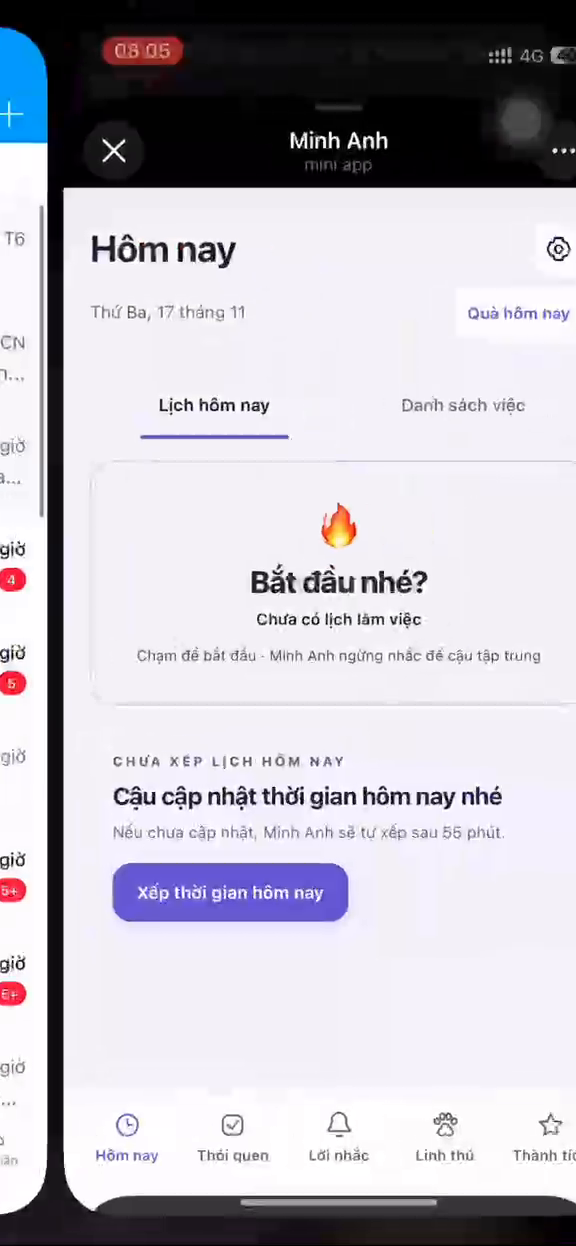 08:05
4G
Minh Anh
mini app
T6
CN
giờ
giờ
4
giờ
5
giờ
giờ
5+
giờ
5+
giờ
Hôm nay
Thứ Ba, 17 tháng 11
Quà hôm nay
Lịch hôm nay
Danh sách việc
Bắt đầu nhé?
Chưa có lịch làm việc
Chạm để bắt đầu · Minh Anh ngừng nhắc để cậu tập trung
CHƯA XẾP LỊCH HÔM NAY
Cậu cập nhật thời gian hôm nay nhé
Nếu chưa cập nhật, Minh Anh sẽ tự xếp sau 55 phút.
Xếp thời gian hôm nay
Hôm nay
Thói quen
Lời nhắc
Linh thú
Thành tíc